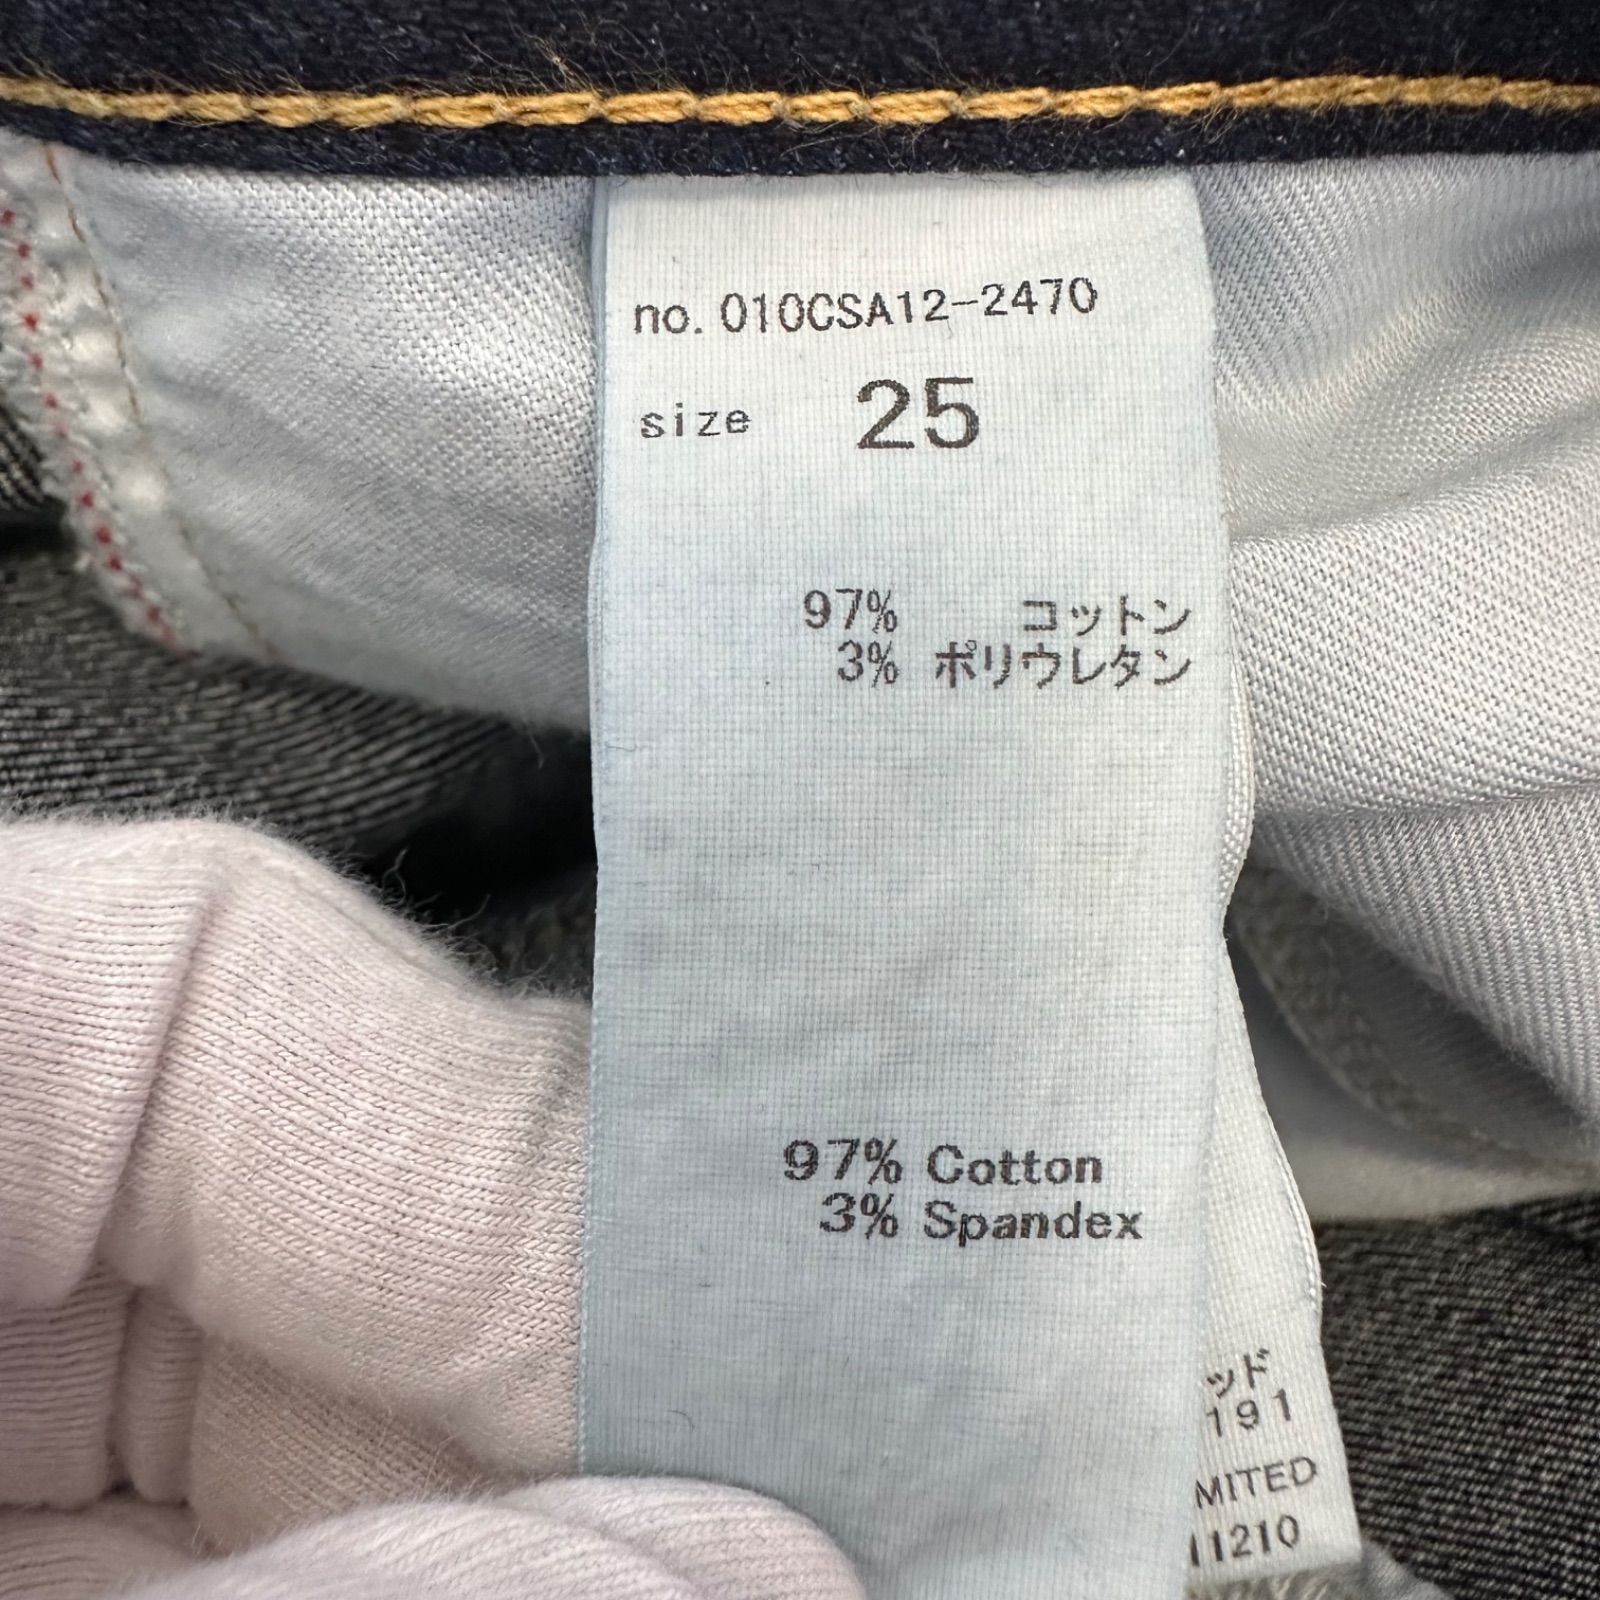 no. 010CSA12-2470
size 25
97% コットン
3% ポリウレタン
97% Cotton
3% Spandex
ッド
191
MITED
11210